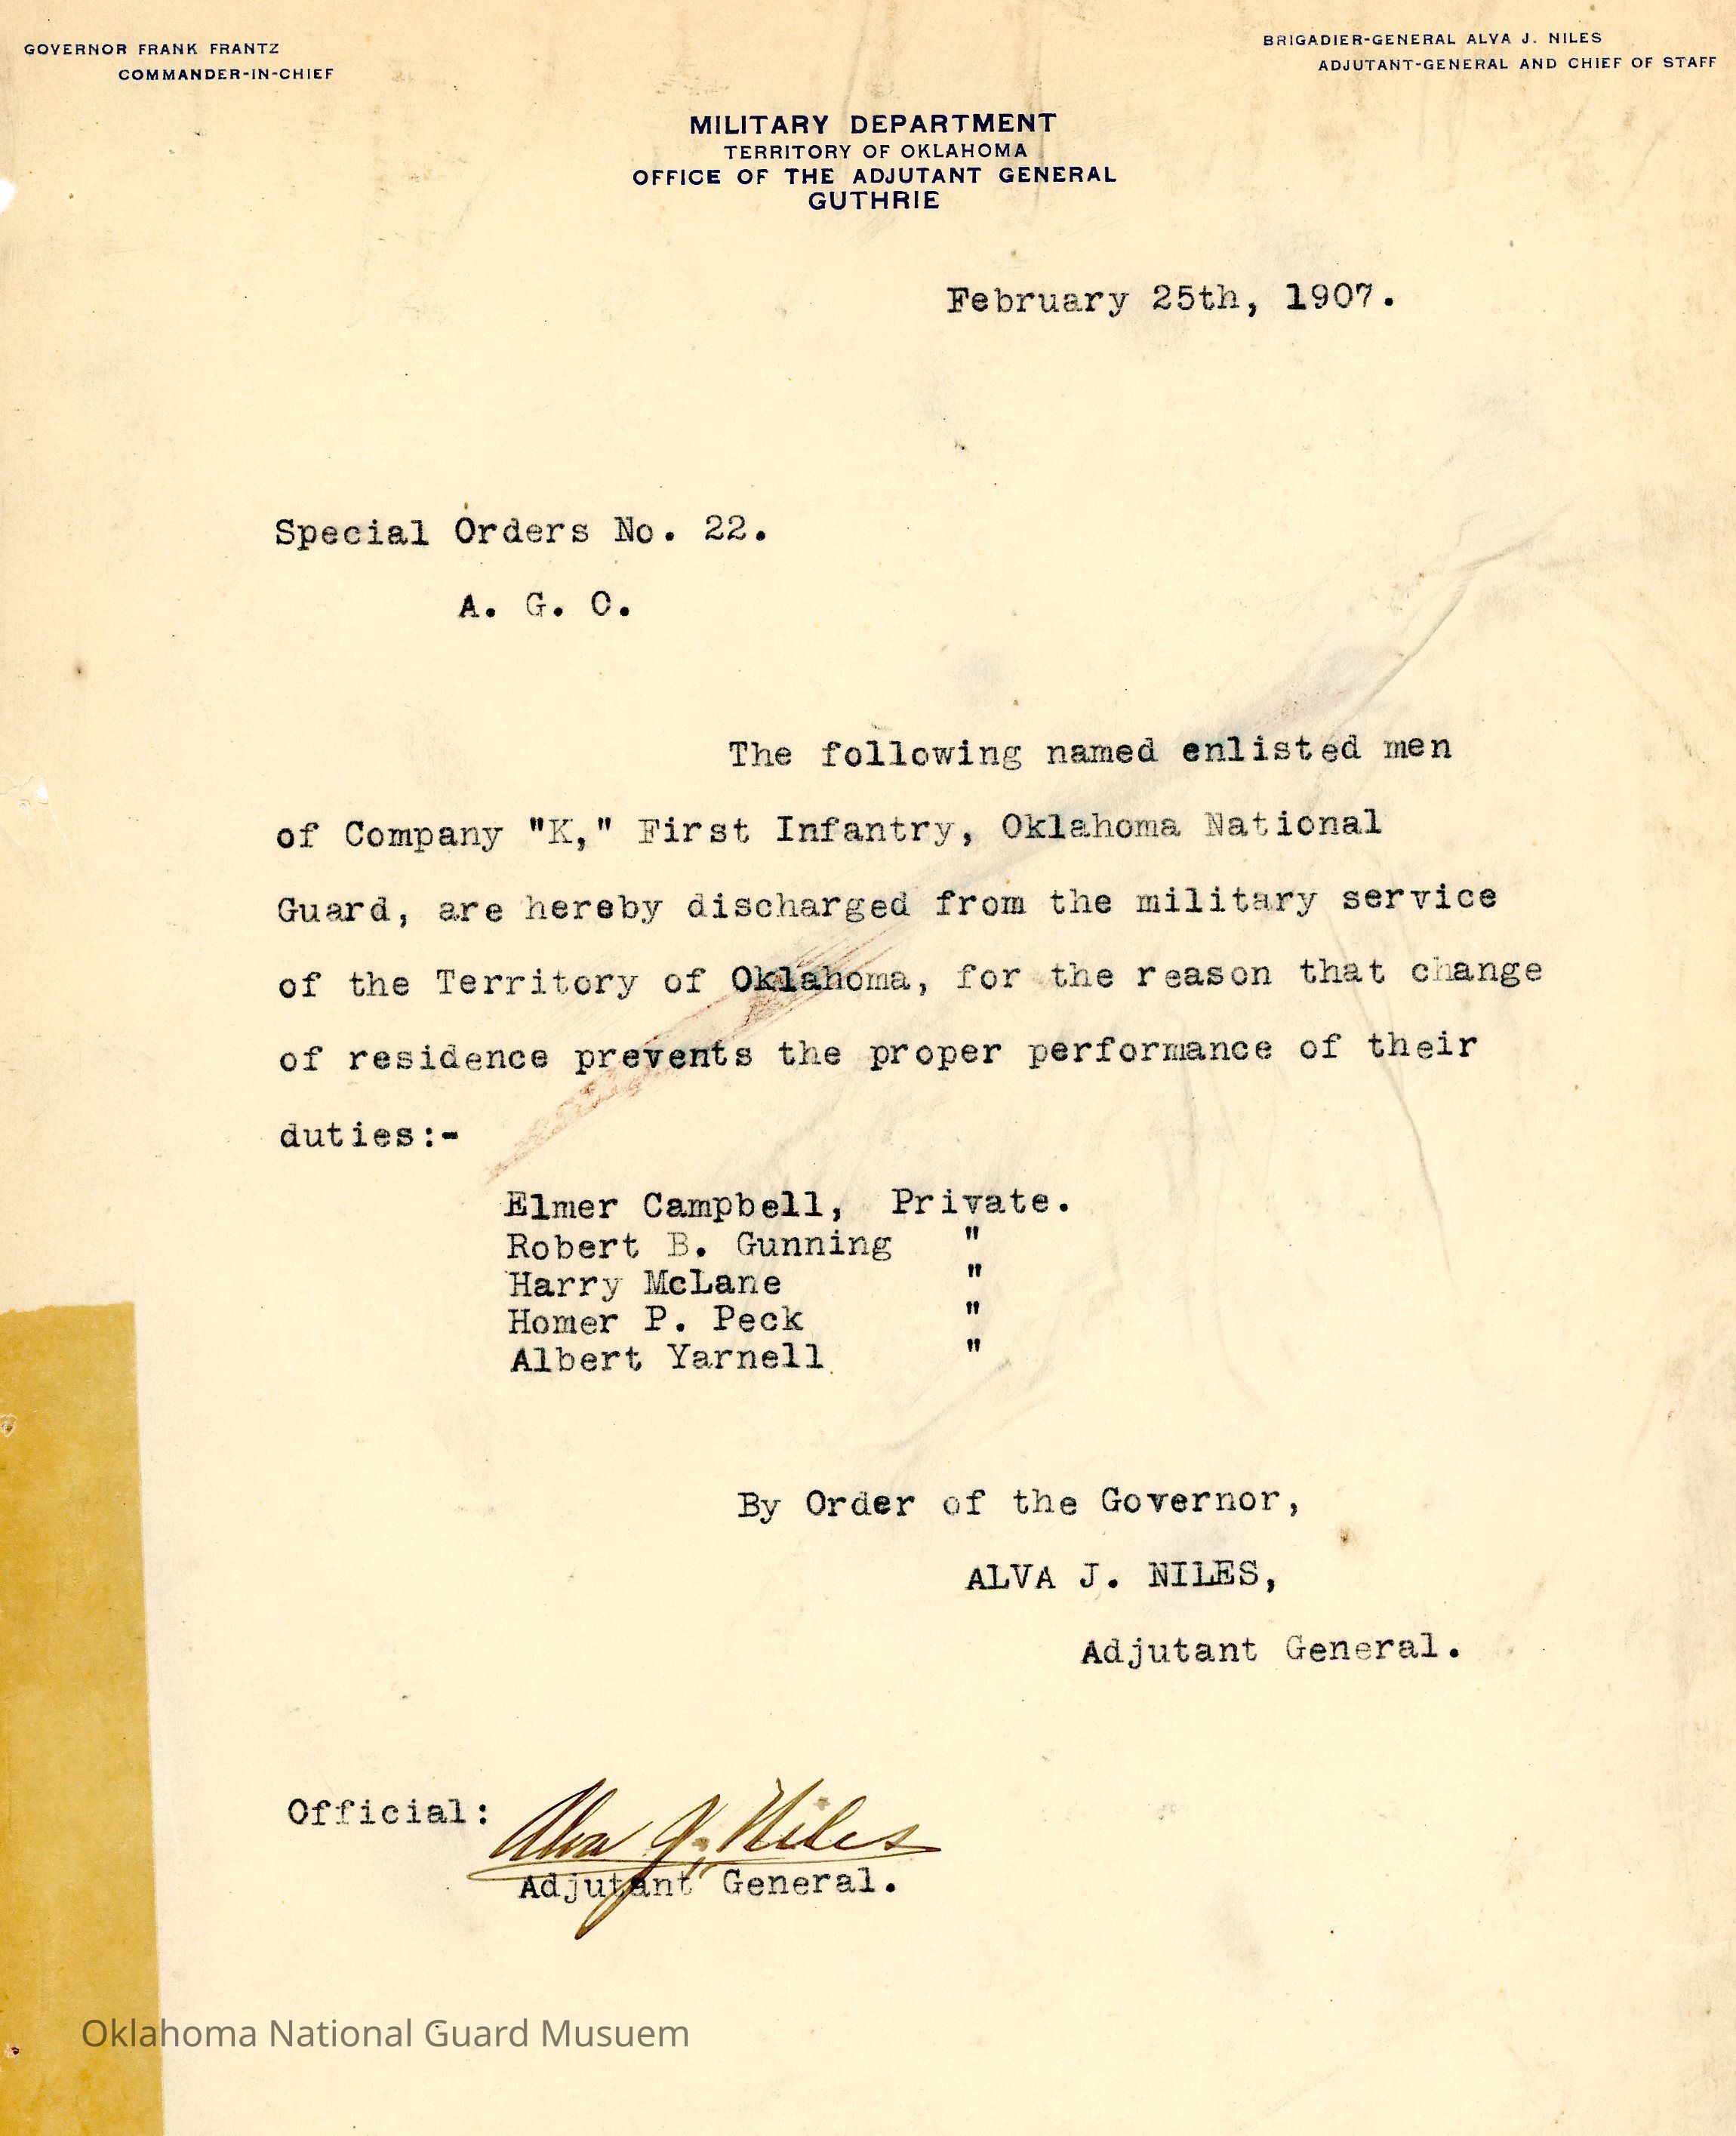 GOVERNOR FRANK FRANTZ
COMMANDER-IN-CHIEF
BRIGADIER-GENERAL ALVA J. NILES
ADJUTANT-GENERAL AND CHIEF OF STAFF
MILITARY DEPARTMENT
TERRITORY OF OKLAHOMA
OFFICE OF THE ADJUTANT GENERAL
GUTHRIE
February 25th, 1907.
Special Orders No. 22.
A. G. O.
The following named enlisted men
of Company "K," First Infantry, Oklahoma National
Guard, are hereby discharged from the military service
of the Territory of Oklahoma, for the reason that change
of residence prevents the proper performance of their
duties:-
Elmer Campbell, Private.
Robert B. Gunning "
Harry McLane "
Homer P. Peck "
Albert Yarnell "
By Order of the Governor,
ALVA J. NILES,
Adjutant General.
Official: Alva J. Niles
Adjutant General.
Oklahoma National Guard Musuem